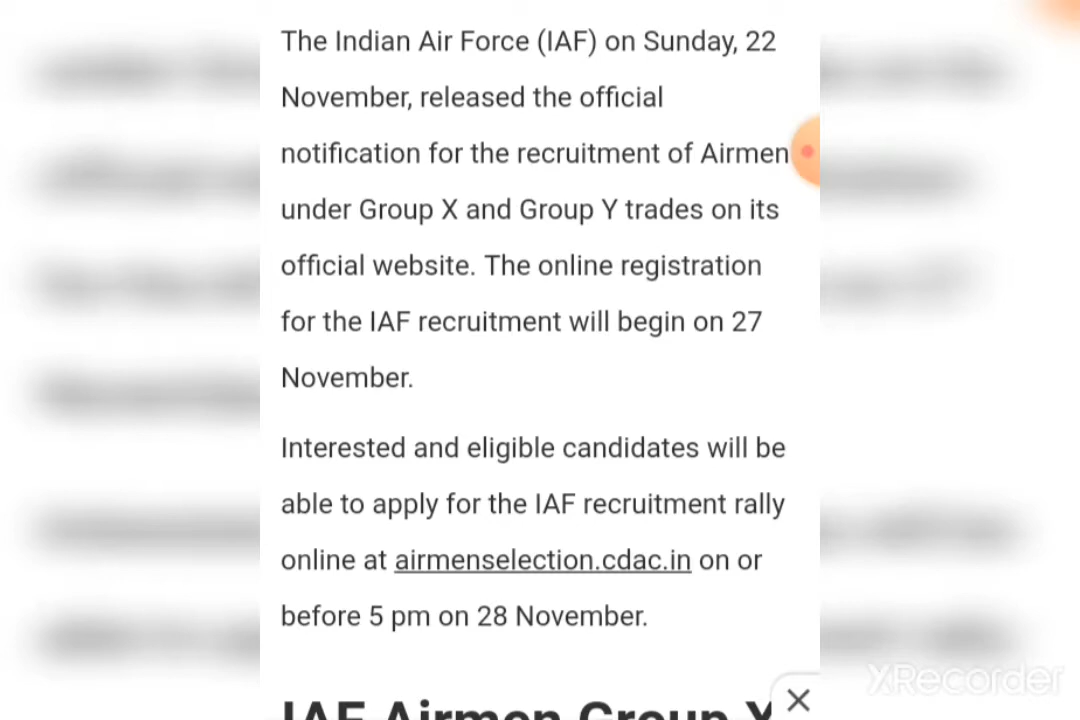 The Indian Air Force (IAF) on Sunday, 22
November, released the official
notification for the recruitment of Airmen
under Group X and Group Y trades on its
official website. The online registration
for the IAF recruitment will begin on 27
November.
Interested and eligible candidates will be
able to apply for the IAF recruitment rally
online at airmenselection.cdac.in on or
before 5 pm on 28 November.
IAF Airmen Group X
XRecorder